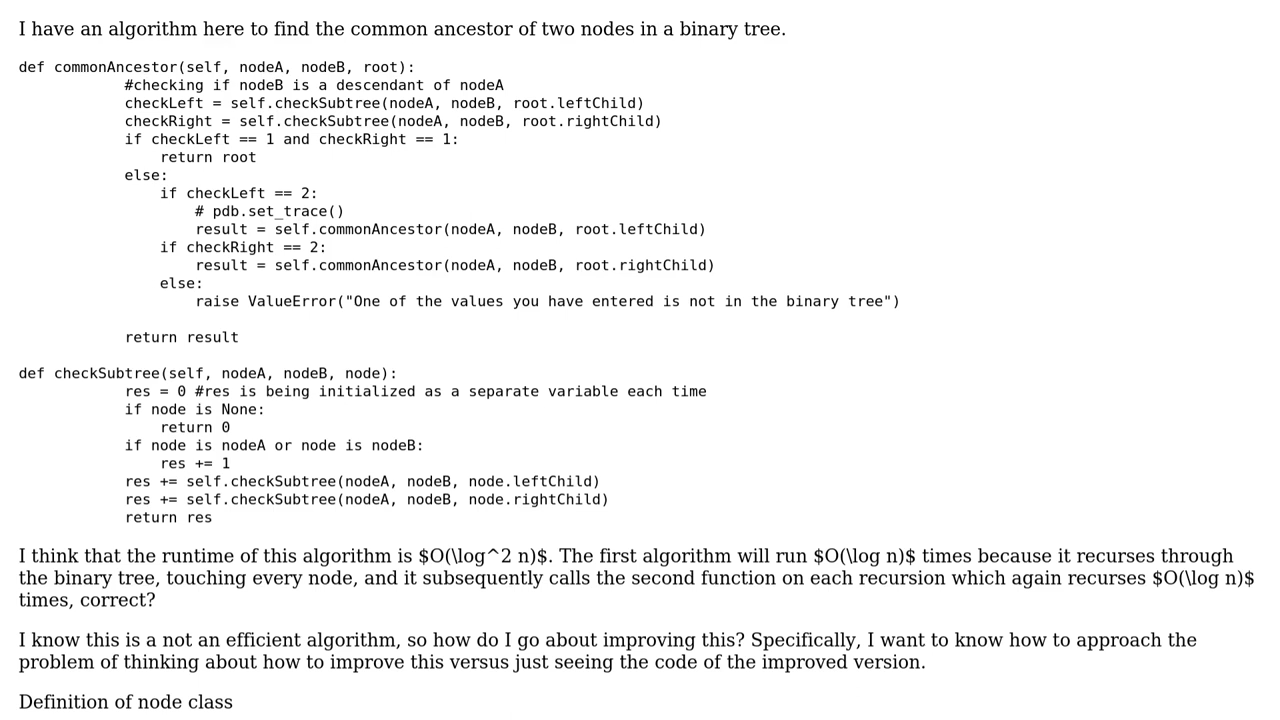 I have an algorithm here to find the common ancestor of two nodes in a binary tree.
def commonAncestor(self, nodeA, nodeB, root):
            #checking if nodeB is a descendant of nodeA
            checkLeft = self.checkSubtree(nodeA, nodeB, root.leftChild)
            checkRight = self.checkSubtree(nodeA, nodeB, root.rightChild)
            if checkLeft == 1 and checkRight == 1:
                return root
            else:
                if checkLeft == 2:
                    # pdb.set_trace()
                    result = self.commonAncestor(nodeA, nodeB, root.leftChild)
                if checkRight == 2:
                    result = self.commonAncestor(nodeA, nodeB, root.rightChild)
                else:
                    raise ValueError("One of the values you have entered is not in the binary tree")
            return result
def checkSubtree(self, nodeA, nodeB, node):
            res = 0 #res is being initialized as a separate variable each time
            if node is None:
                return 0
            if node is nodeA or node is nodeB:
                res += 1
            res += self.checkSubtree(nodeA, nodeB, node.leftChild)
            res += self.checkSubtree(nodeA, nodeB, node.rightChild)
            return res
I think that the runtime of this algorithm is $O(\log^2 n)$. The first algorithm will run $O(\log n)$ times because it recurses through
the binary tree, touching every node, and it subsequently calls the second function on each recursion which again recurses $O(\log n)$
times, correct?
I know this is a not an efficient algorithm, so how do I go about improving this? Specifically, I want to know how to approach the
problem of thinking about how to improve this versus just seeing the code of the improved version.
Definition of node class